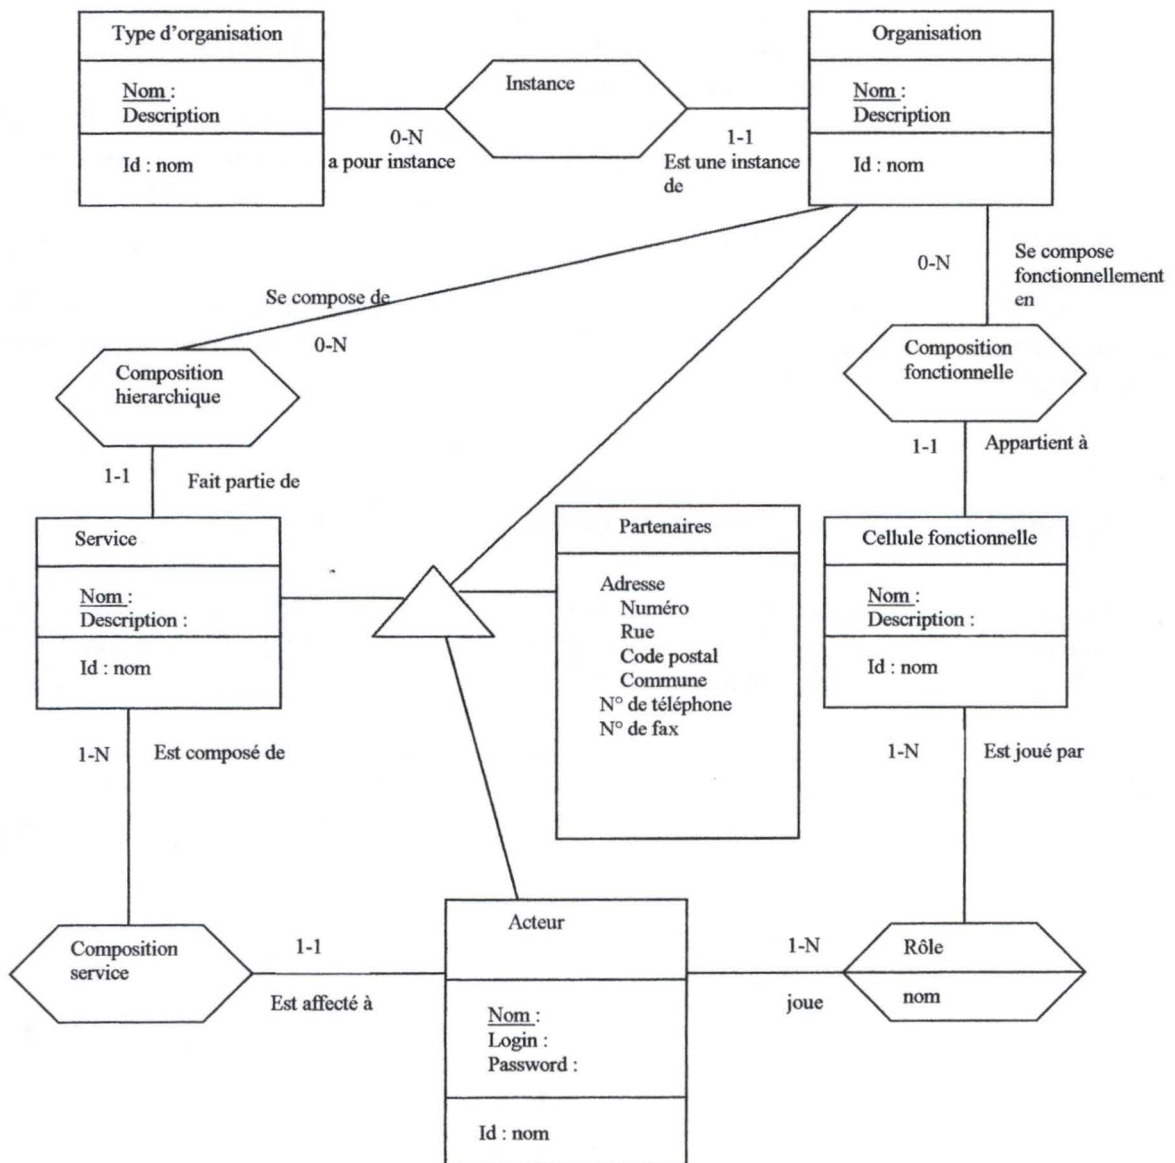 Type d'organisation
Nom :
Description
Id : nom
Instance
0-N
a pour instance
1-1
Est une instance
de
Organisation
Nom :
Description
Id : nom
Se compose de
0-N
0-N
Se compose
fonctionnellement
en
Composition
hierarchique
Composition
fonctionnelle
1-1
Fait partie de
1-1
Appartient à
Service
Nom :
Description :
Id : nom
Partenaires
Adresse
Numéro
Rue
Code postal
Commune
N° de téléphone
N° de fax
Cellule fonctionnelle
Nom :
Description :
Id : nom
1-N
Est composé de
1-N
Est joué par
Composition
service
1-1
Est affecté à
Acteur
Nom :
Login :
Password :
Id : nom
1-N
joue
Rôle
nom